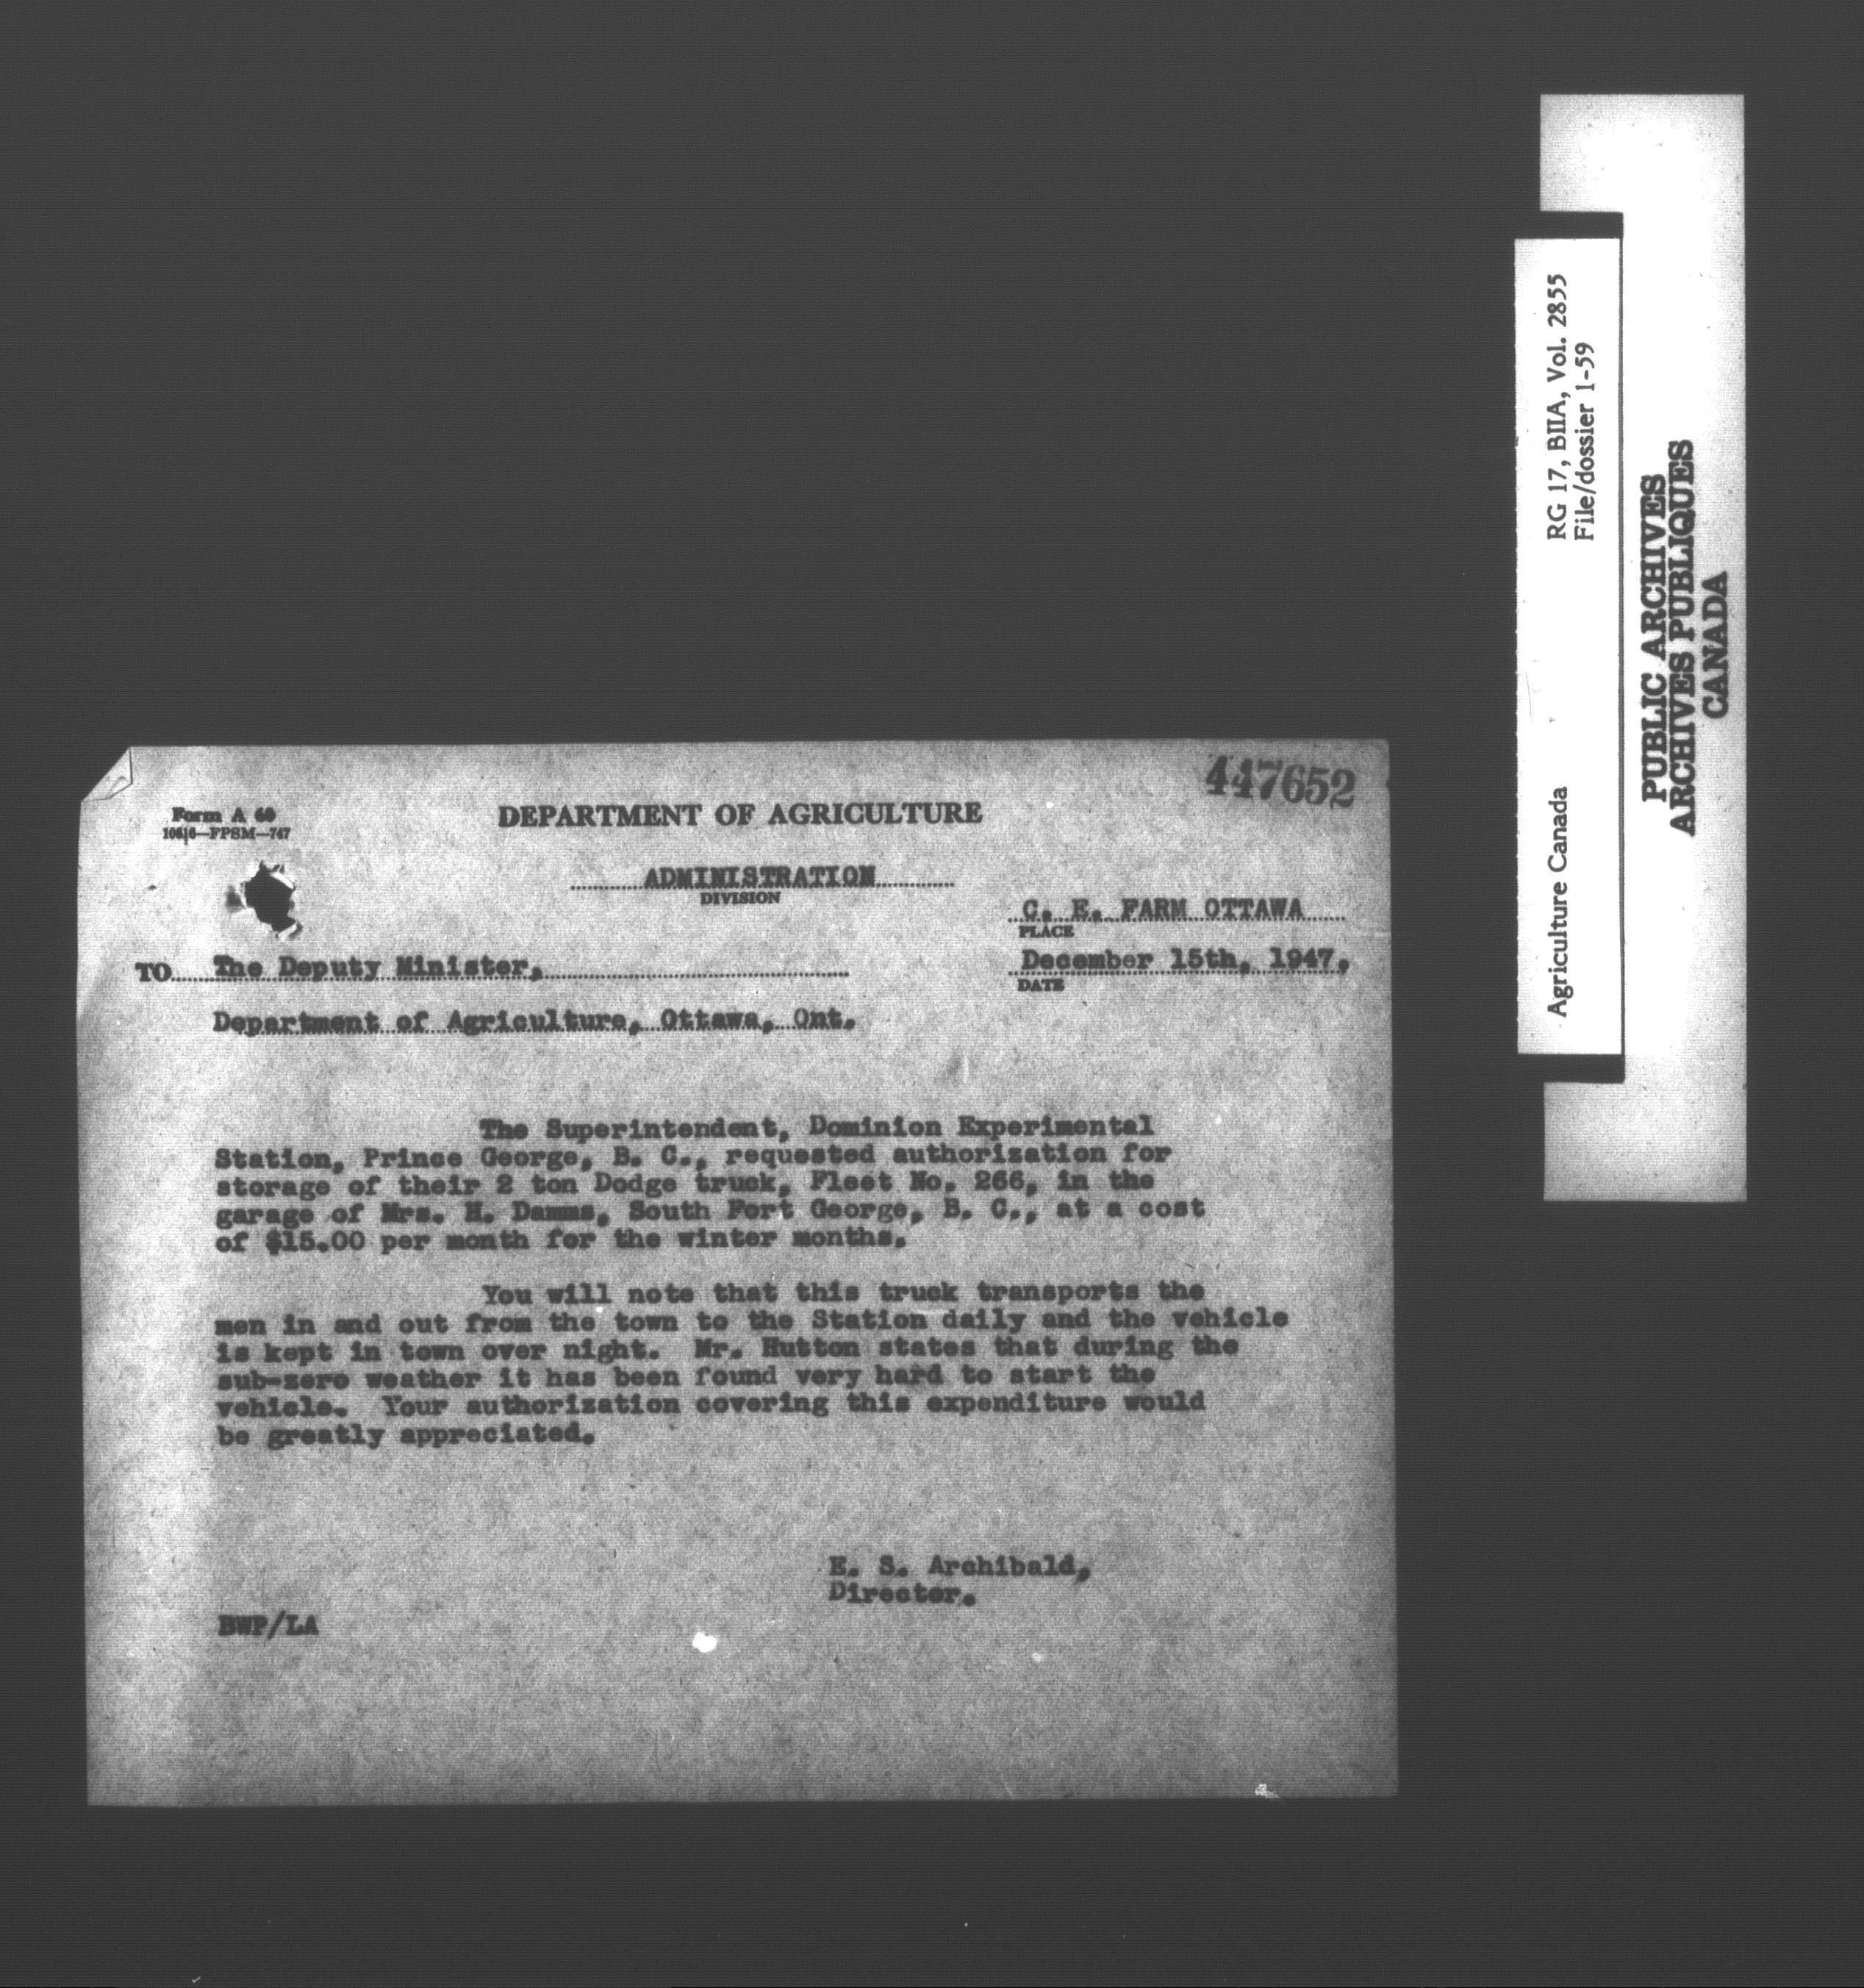 447652
Form A 60
10616—FPSM—747
DEPARTMENT OF AGRICULTURE
ADMINISTRATION
DIVISION
C. E. FARM OTTAWA
PLACE
TO The Deputy Minister,
December 15th, 1947.
DATE
Department of Agriculture, Ottawa, Ont.
The Superintendent, Dominion Experimental
Station, Prince George, B. C., requested authorization for
storage of their 2 ton Dodge truck, Fleet No. 266, in the
garage of Mrs. H. Damms, South Fort George, B. C., at a cost
of $15.00 per month for the winter months.
You will note that this truck transports the
men in and out from the town to the Station daily and the vehicle
is kept in town over night. Mr. Hutton states that during the
sub-zero weather it has been found very hard to start the
vehicle. Your authorization covering this expenditure would
be greatly appreciated.
E. S. Archibald,
Director.
BWP/LA
Agriculture Canada RG 17, BIIA, Vol. 2855
File/dossier 1-59
PUBLIC ARCHIVES
ARCHIVES PUBLIQUES
CANADA